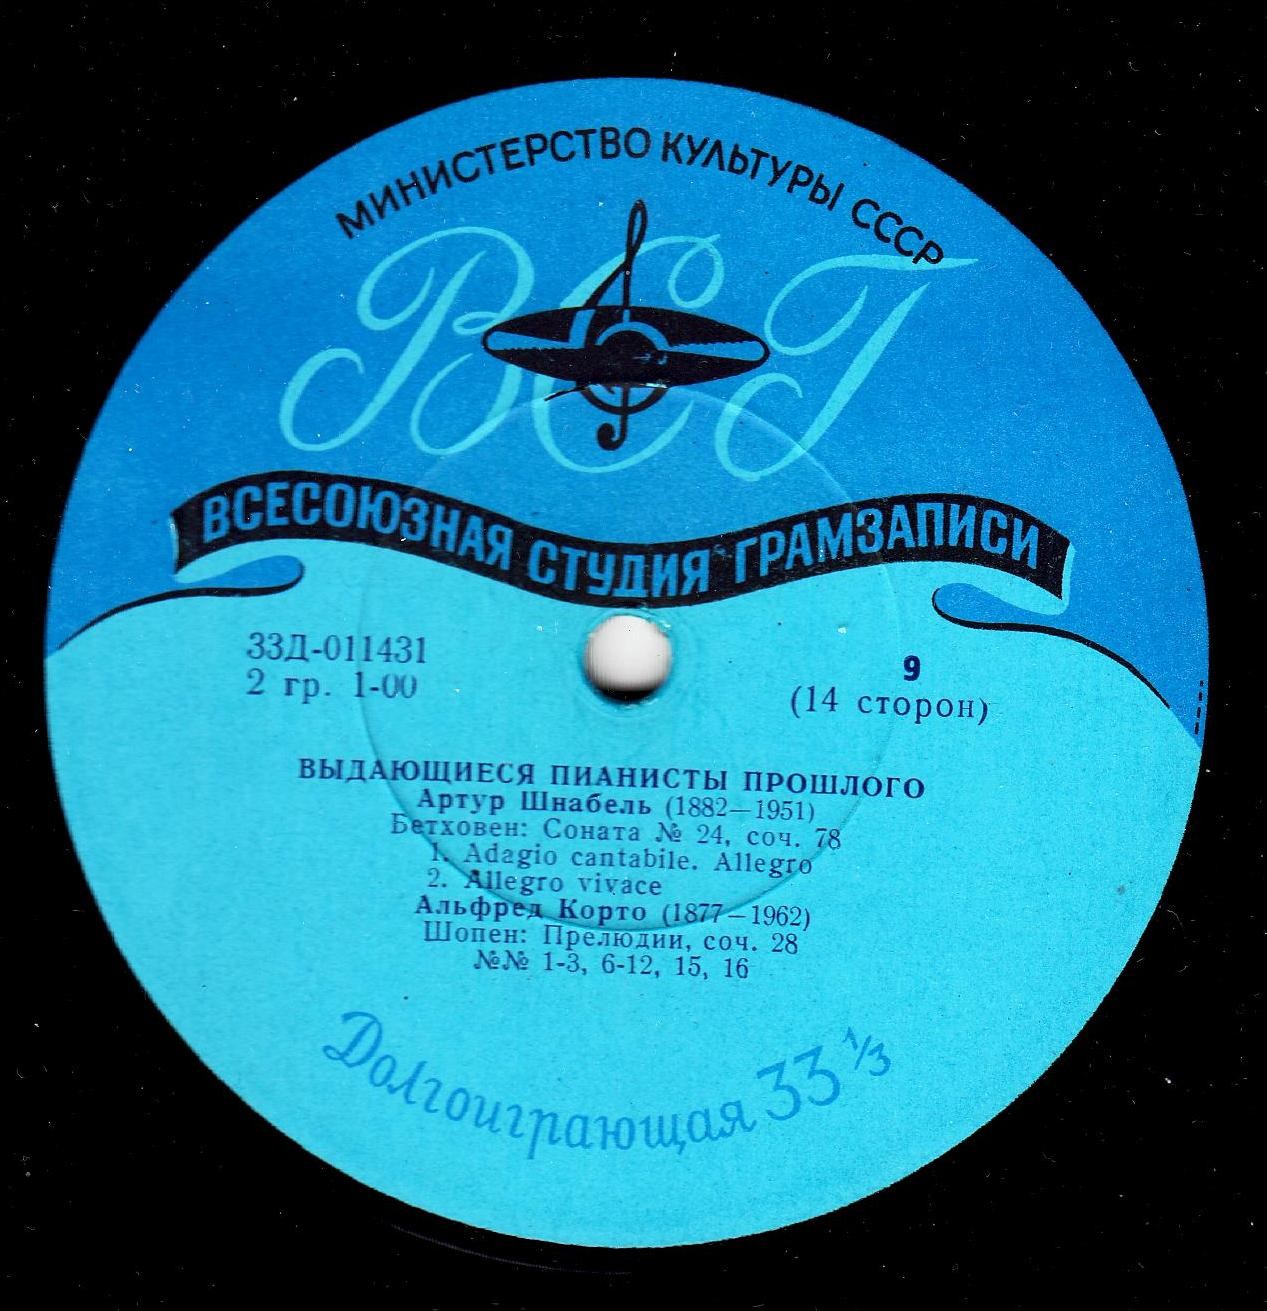 МИНИСТЕРСТВО КУЛЬТУРЫ СССР
ВСГ
ВСЕСОЮЗНАЯ СТУДИЯ ГРАМЗАПИСИ
33Д-011431
2 гр. 1-00
9
(14 сторон)
ВЫДАЮЩИЕСЯ ПИАНИСТЫ ПРОШЛОГО
Артур Шнабель (1882—1951)
Бетховен: Соната № 24, соч. 78
1. Adagio cantabile. Allegro
2. Allegro vivace
Альфред Корто (1877—1962)
Шопен: Прелюдии, соч. 28
№№ 1-3, 6-12, 15, 16
Долгоиграющая 33 1/3